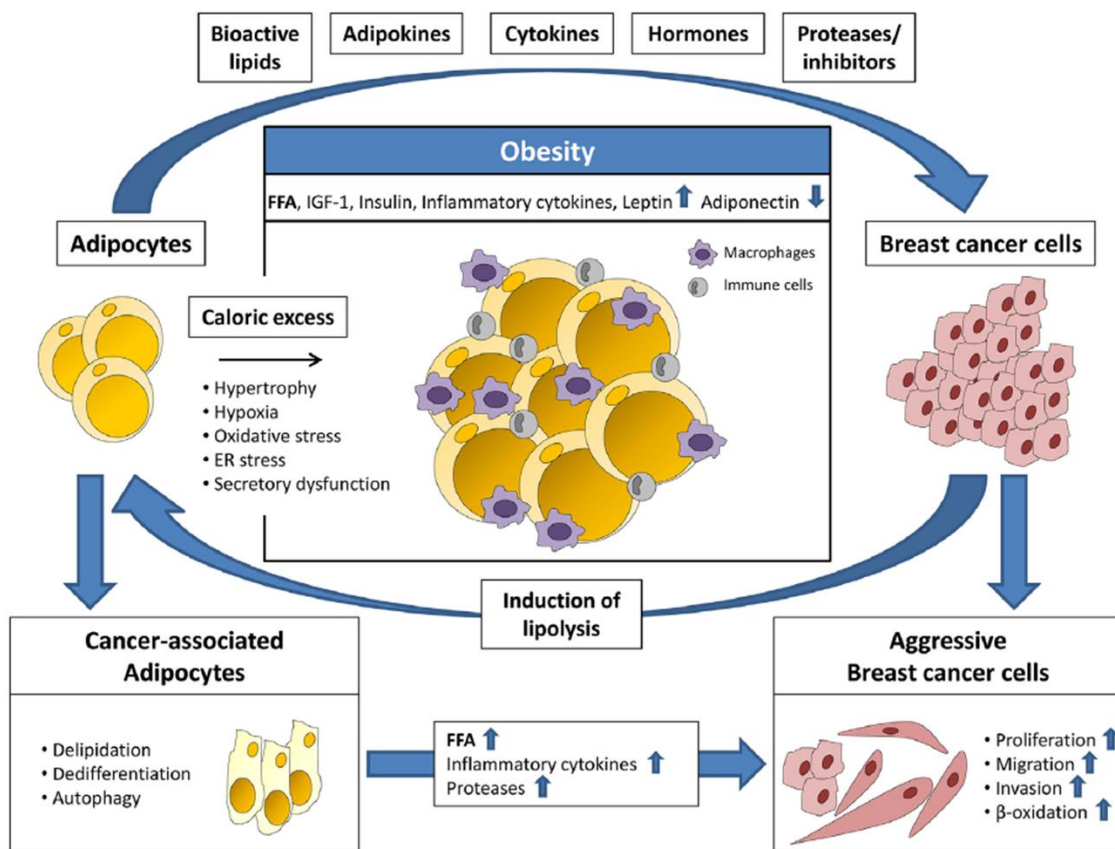 Bioactive
lipids
Adipokines
Cytokines
Hormones
Proteases/
inhibitors
Obesity
FFA, IGF-1, Insulin, Inflammatory cytokines, Leptin Adiponectin
Adipocytes
Breast cancer cells
Macrophages
Immune cells
Caloric excess
• Hypertrophy
• Hypoxia
• Oxidative stress
• ER stress
• Secretory dysfunction
Induction of
lipolysis
Cancer-associated
Adipocytes
• Delipidation
• Dedifferentiation
• Autophagy
FFA
Inflammatory cytokines
Proteases
Aggressive
Breast cancer cells
• Proliferation
• Migration
• Invasion
• β-oxidation